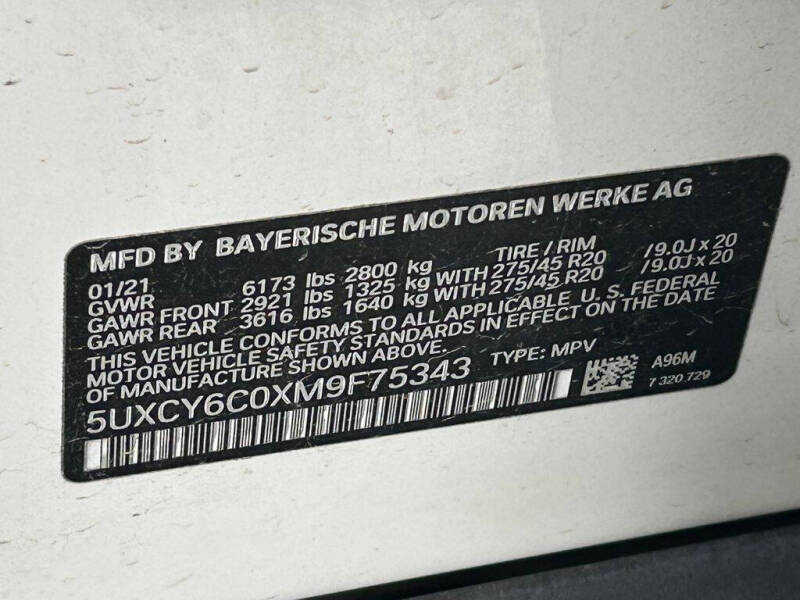 MFD BY BAYERISCHE MOTOREN WERKE AG
01/21 TIRE / RIM
GVWR 6173 lbs 2800 kg
GAWR FRONT 2921 lbs 1325 kg WITH 275/45 R20 /9.0J x 20
GAWR REAR 3616 lbs 1640 kg WITH 275/45 R20 /9.0J x 20
THIS VEHICLE CONFORMS TO ALL APPLICABLE U. S. FEDERAL
MOTOR VEHICLE SAFETY STANDARDS IN EFFECT ON THE DATE
OF MANUFACTURE SHOWN ABOVE.
5UXCY6C0XM9F75343 TYPE: MPV
A96M
7 320 729